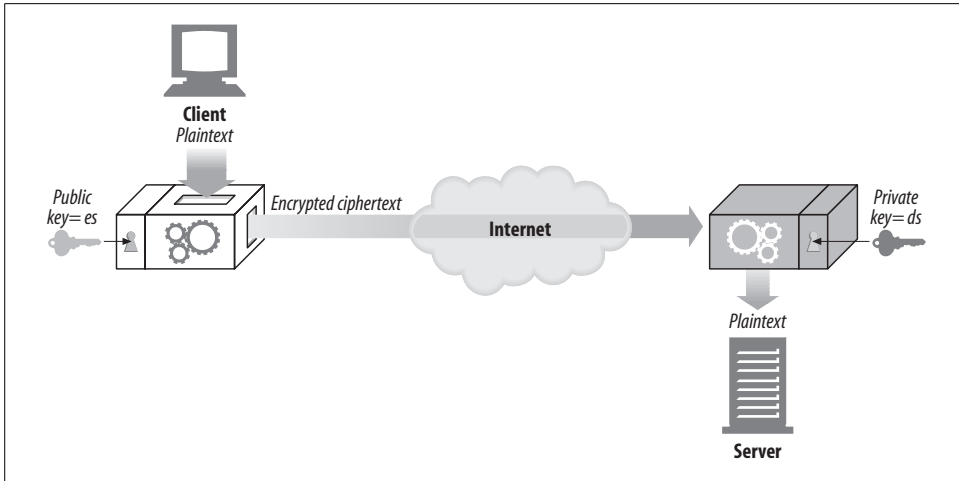 Client
Plaintext
Public
key= es
Encrypted ciphertext
Internet
Private
key= ds
Plaintext
Server